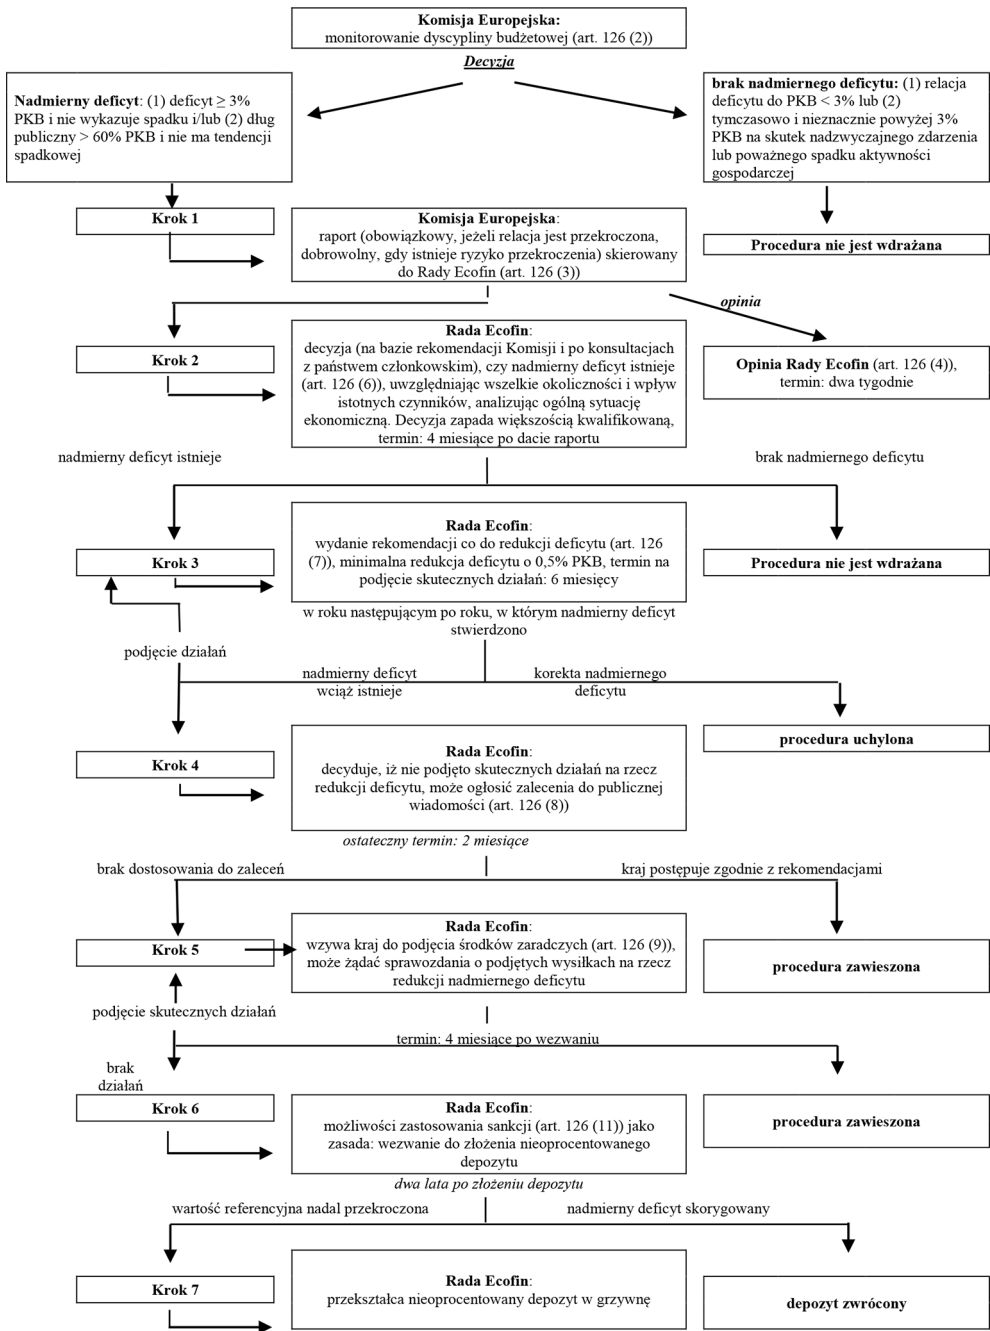 Komisja Europejska:
monitorowanie dyscypliny budżetowej (art. 126 (2))
Decyzja
Nadmierny deficyt: (1) deficyt ≥ 3%
PKB i nie wykazuje spadku i/lub (2) dług
publiczny > 60% PKB i nie ma tendencji
spadkowej
brak nadmiernego deficytu: (1) relacja
deficytu do PKB < 3% lub (2)
tymczasowo i nieznacznie powyżej 3%
PKB na skutek nadzwyczajnego zdarzenia
lub poważnego spadku aktywności
gospodarczej
Krok 1
Komisja Europejska:
raport (obowiązkowy, jeżeli relacja jest przekroczona,
dobrowolny, gdy istnieje ryzyko przekroczenia) skierowany
do Rady Ecofin (art. 126 (3))
Procedura nie jest wdrażana
opinia
Krok 2
Rada Ecofin:
decyzja (na bazie rekomendacji Komisji i po konsultacjach
z państwem członkowskim), czy nadmierny deficyt istnieje
(art. 126 (6)), uwzględniając wszelkie okoliczności i wpływ
istotnych czynników, analizując ogólną sytuację
ekonomiczną. Decyzja zapada większością kwalifikowaną,
termin: 4 miesiące po dacie raportu
Opinia Rady Ecofin (art. 126 (4)),
termin: dwa tygodnie
nadmierny deficyt istnieje
brak nadmiernego deficytu
Krok 3
Rada Ecofin:
wydanie rekomendacji co do redukcji deficytu (art. 126
(7)), minimalna redukcja deficytu o 0,5% PKB, termin na
podjęcie skutecznych działań: 6 miesięcy
Procedura nie jest wdrażana
w roku następującym po roku, w którym nadmierny deficyt
stwierdzono
podjęcie działań
nadmierny deficyt
wciąż istnieje
korekta nadmiernego
deficytu
Krok 4
Rada Ecofin:
decyduje, iż nie podjęto skutecznych działań na rzecz
redukcji deficytu, może ogłosić zalecenia do publicznej
wiadomości (art. 126 (8))
procedura uchylona
ostateczny termin: 2 miesiące
brak dostosowania do zaleceń
kraj postępuje zgodnie z rekomendacjami
Krok 5
Rada Ecofin:
wzywa kraj do podjęcia środków zaradczych (art. 126 (9)),
może żądać sprawozdania o podjętych wysiłkach na rzecz
redukcji nadmiernego deficytu
procedura zawieszona
podjęcie skutecznych działań
termin: 4 miesiące po wezwaniu
brak
działań
Krok 6
Rada Ecofin:
możliwości zastosowania sankcji (art. 126 (11)) jako
zasada: wezwanie do złożenia nieoprocentowanego
depozytu
procedura zawieszona
dwa lata po złożeniu depozytu
wartość referencyjna nadal przekroczona
nadmierny deficyt skorygowany
Krok 7
Rada Ecofin:
przekształca nieoprocentowany depozyt w grzywnę
depozyt zwrócony